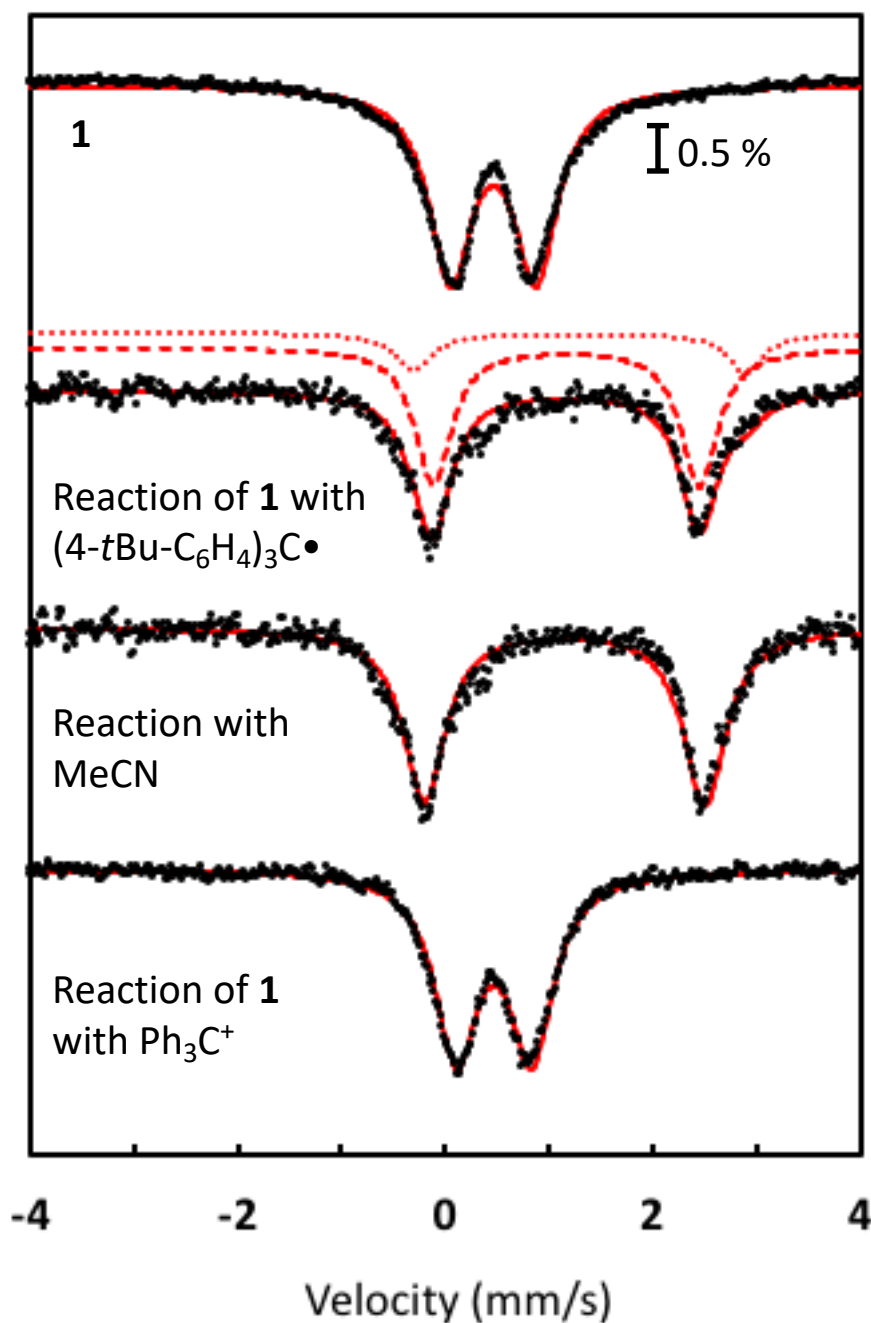 1
0.5 %
Reaction of 1 with
(4-tBu-C₆H₄)₃C•
Reaction with
MeCN
Reaction of 1
with Ph₃C⁺
-4 -2 0 2 4
Velocity (mm/s)